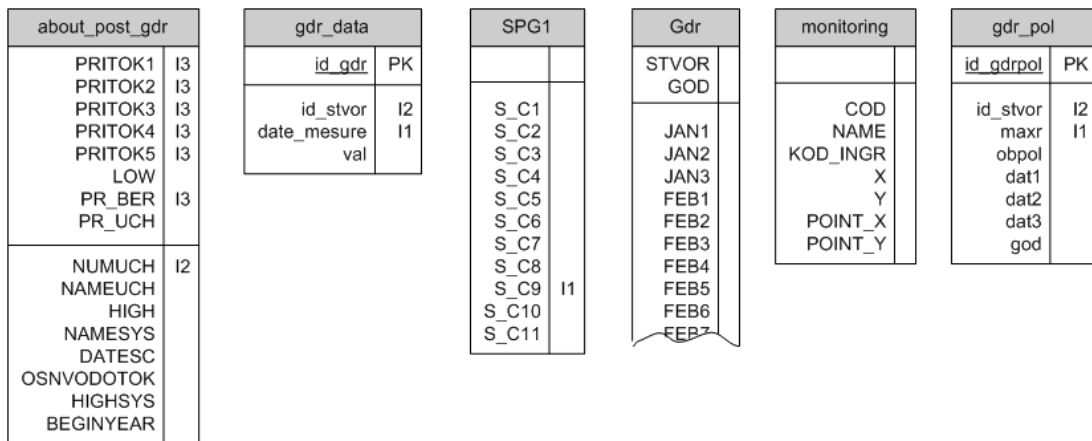 about_post_gdr
PRITOK1 I3
PRITOK2 I3
PRITOK3 I3
PRITOK4 I3
PRITOK5 I3
LOW
PR_BER I3
PR_UCH
NUMUCH I2
NAMEUCH
HIGH
NAMESYS
DATESC
OSNVODOTOK
HIGHSYS
BEGINYEAR
gdr_data
id_gdr PK
id_stvor I2
date_mesure I1
val
SPG1
S_C1
S_C2
S_C3
S_C4
S_C5
S_C6
S_C7
S_C8
S_C9 I1
S_C10
S_C11
Gdr
STVOR
GOD
JAN1
JAN2
JAN3
FEB1
FEB2
FEB3
FEB4
FEB5
FEB6
FEB7
monitoring
COD
NAME
KOD_INGR
X
Y
POINT_X
POINT_Y
gdr_pol
id_gdrpol PK
id_stvor I2
maxr I1
obpol
dat1
dat2
dat3
god